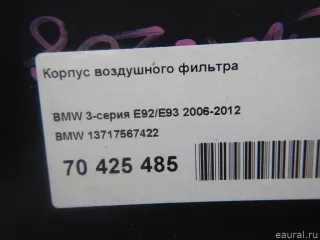 Корпус воздушного фильтра
BMW 3-серия E92/E93 2006-2012
BMW 13717567422
70 425 485
eaural.ru